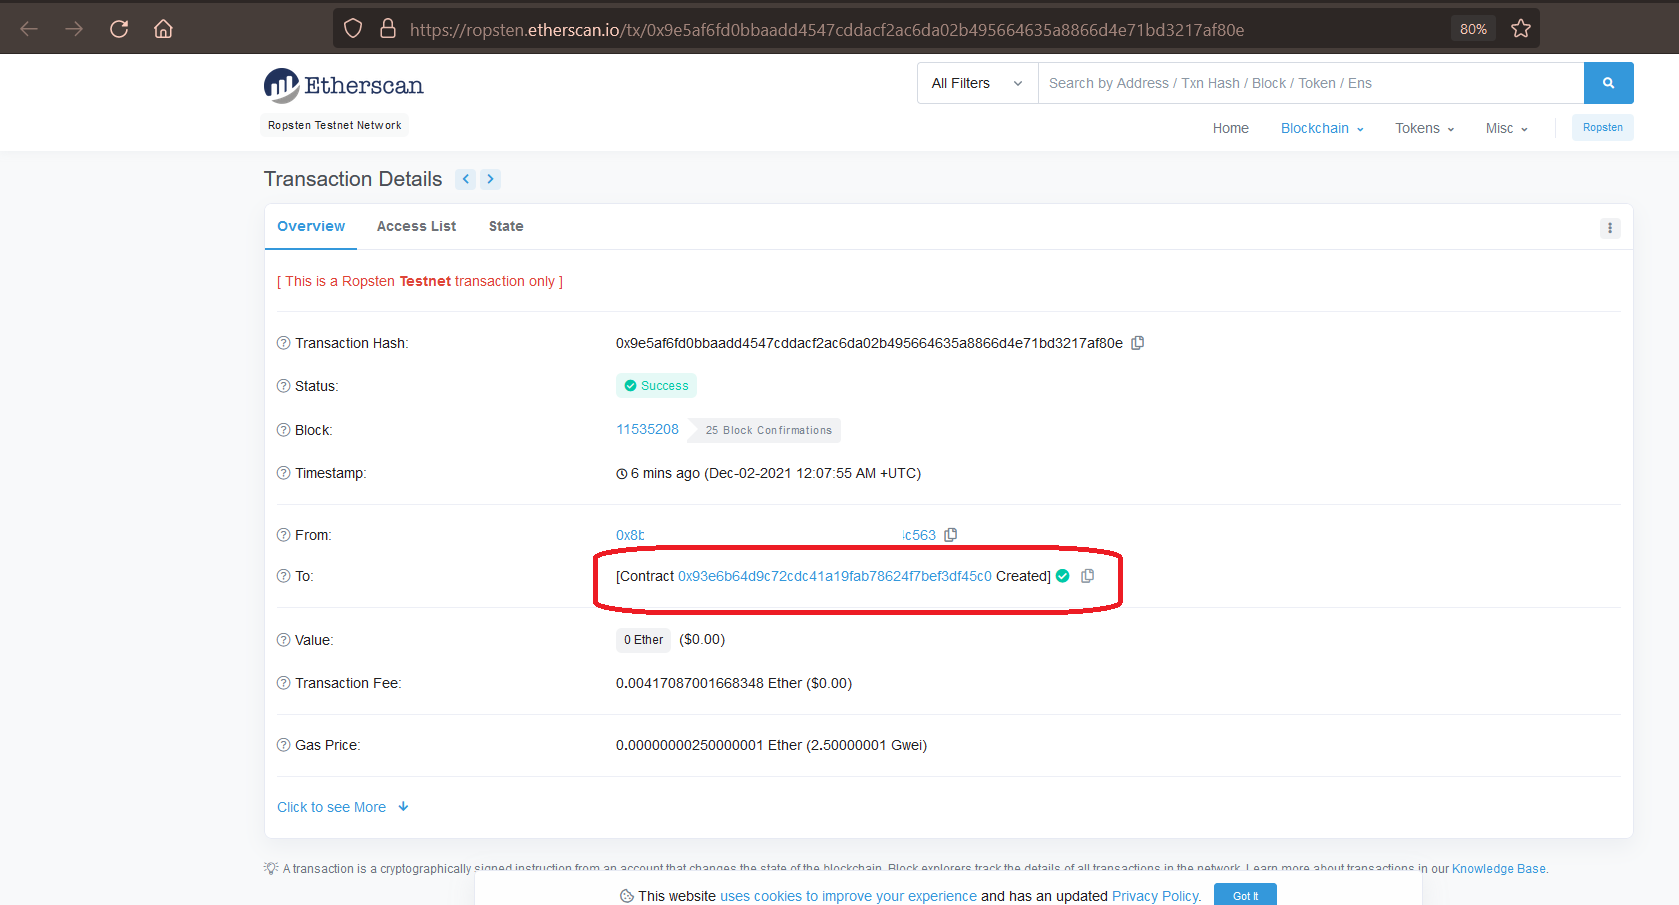 https://ropsten.etherscan.io/tx/0x9e5af6fd0bbaadd4547cddacf2ac6da02b495664635a8866d4e71bd3217af80e 80%
Etherscan
All Filters Search by Address / Txn Hash / Block / Token / Ens
Ropsten Testnet Network
Home Blockchain Tokens Misc Ropsten
Transaction Details
Overview Access List State
[ This is a Ropsten Testnet transaction only ]
Transaction Hash: 0x9e5af6fd0bbaadd4547cddacf2ac6da02b495664635a8866d4e71bd3217af80e
Status: Success
Block: 11535208 25 Block Confirmations
Timestamp: 6 mins ago (Dec-02-2021 12:07:55 AM +UTC)
From: 0x8b c563
To: [Contract 0x93e6b64d9c72cdc41a19fab78624f7bef3df45c0 Created]
Value: 0 Ether ($0.00)
Transaction Fee: 0.00417087001668348 Ether ($0.00)
Gas Price: 0.00000000250000001 Ether (2.50000001 Gwei)
Click to see More
A transaction is a cryptographically signed instruction from an account that changes the state of the blockchain. Block explorers track the details of all transactions in the network. Learn more about transactions in our Knowledge Base.
This website uses cookies to improve your experience and has an updated Privacy Policy. Got It